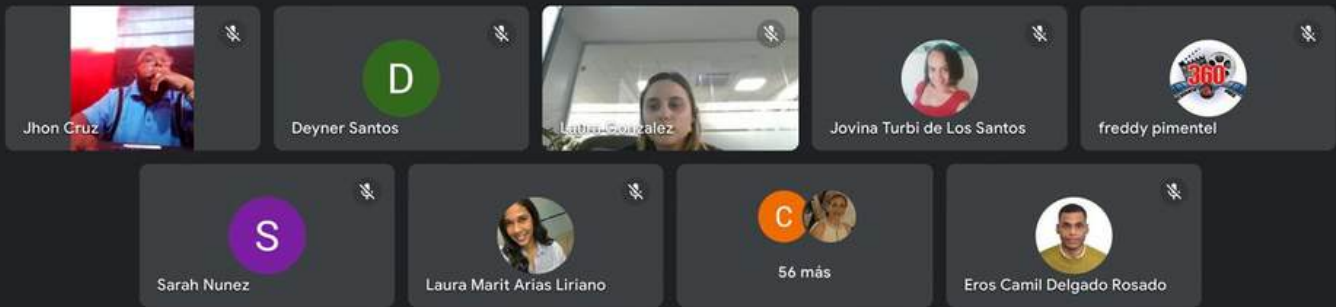 Jhon Cruz
D
Deyner Santos
Laura Gonzalez
Jovina Turbi de Los Santos
360
freddy pimentel
S
Sarah Nunez
Laura Marit Arias Liriano
C
56 más
Eros Camil Delgado Rosado